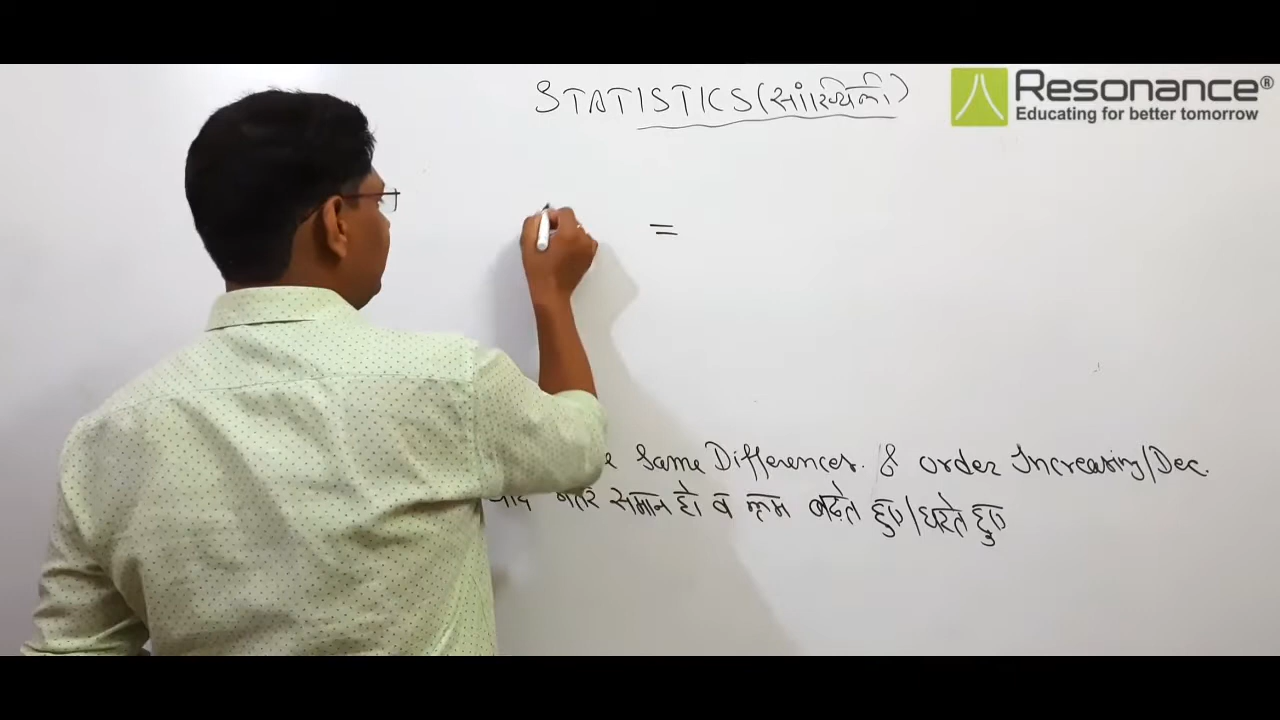 STATISTICS (सांख्यिकी)
Resonance®
Educating for better tomorrow
=
Same Differences & order Increasing/Dec.
समान हो व क्रम बढ़ते हुए/घटते हुए